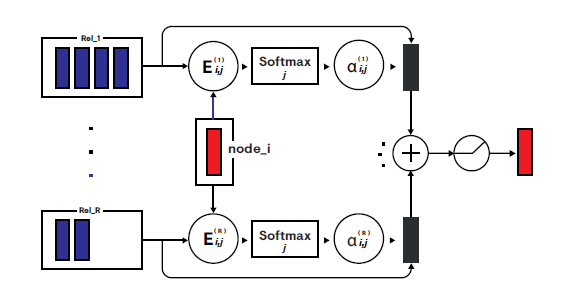 Rel_1
E i,j (1)
Softmax
j
α i,j (1)
node_i
+
Rel_R
E i,j (R)
Softmax
j
α i,j (R)